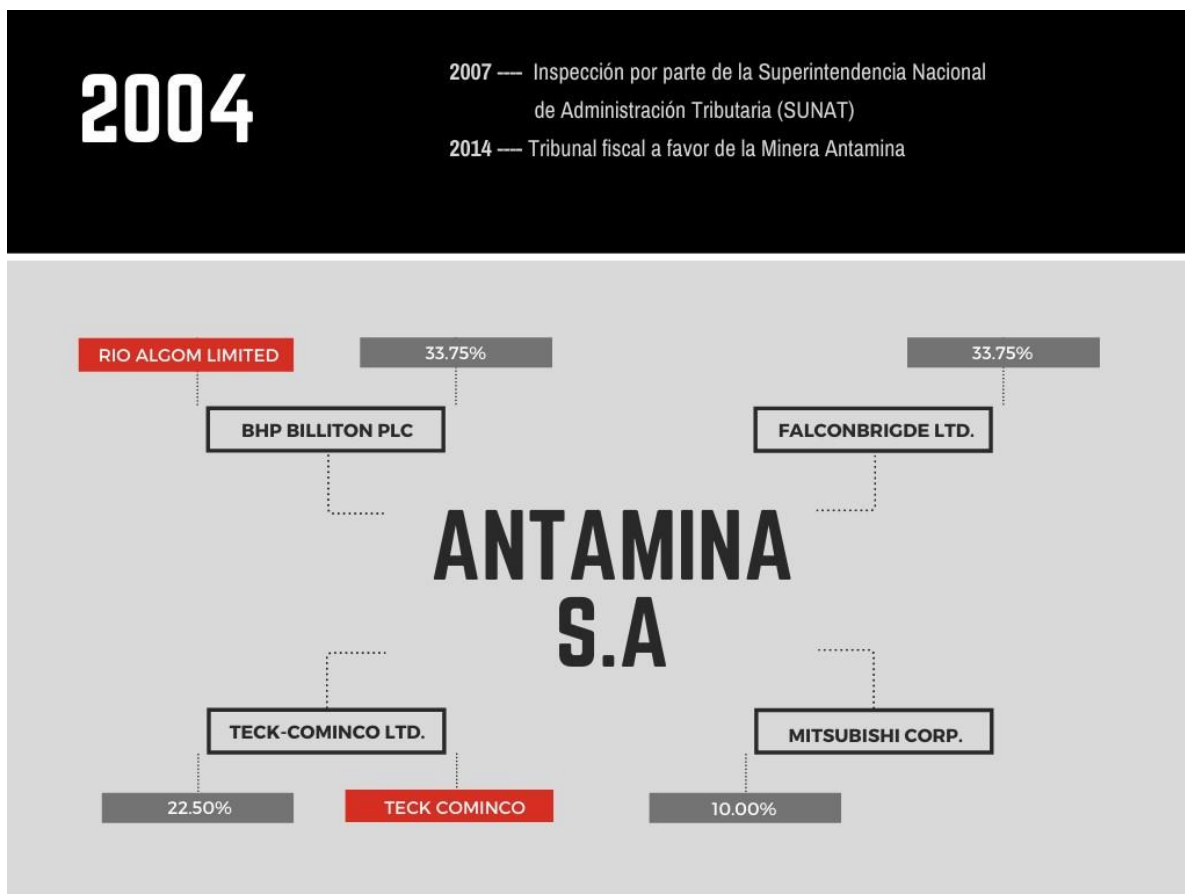 2004
2007 ---- Inspección por parte de la Superintendencia Nacional
de Administración Tributaria (SUNAT)
2014 ---- Tribunal fiscal a favor de la Minera Antamina
RIO ALGOM LIMITED
33.75%
33.75%
BHP BILLITON PLC
FALCONBRIGDE LTD.
ANTAMINA
S.A
TECK-COMINCO LTD.
MITSUBISHI CORP.
22.50%
TECK COMINCO
10.00%